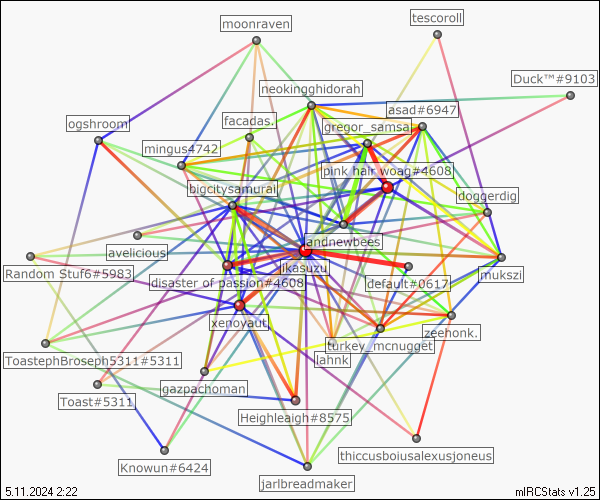 moonraven
tescoroll
Duck™#9103
neokingghidorah
asad#6947
ogshroom
facadas.
gregor_samsa
mingus4742
pink hair woag#4608
bigcitysamurai
doggerdig
andnewbees
avelicious
jkasuzu
Random Stuf6#5983
disaster of passion#4608
default#0617
mukszi
xenoyaut
zeehonk.
turkey_mcnugget
ToastephBroseph5311#5311
lahnk
gazpachoman
Toast#5311
Heighleaigh#8575
thiccusboiusalexusjoneus
Knowun#6424
jarlbreadmaker
5.11.2024 2:22
mIRCStats v1.25